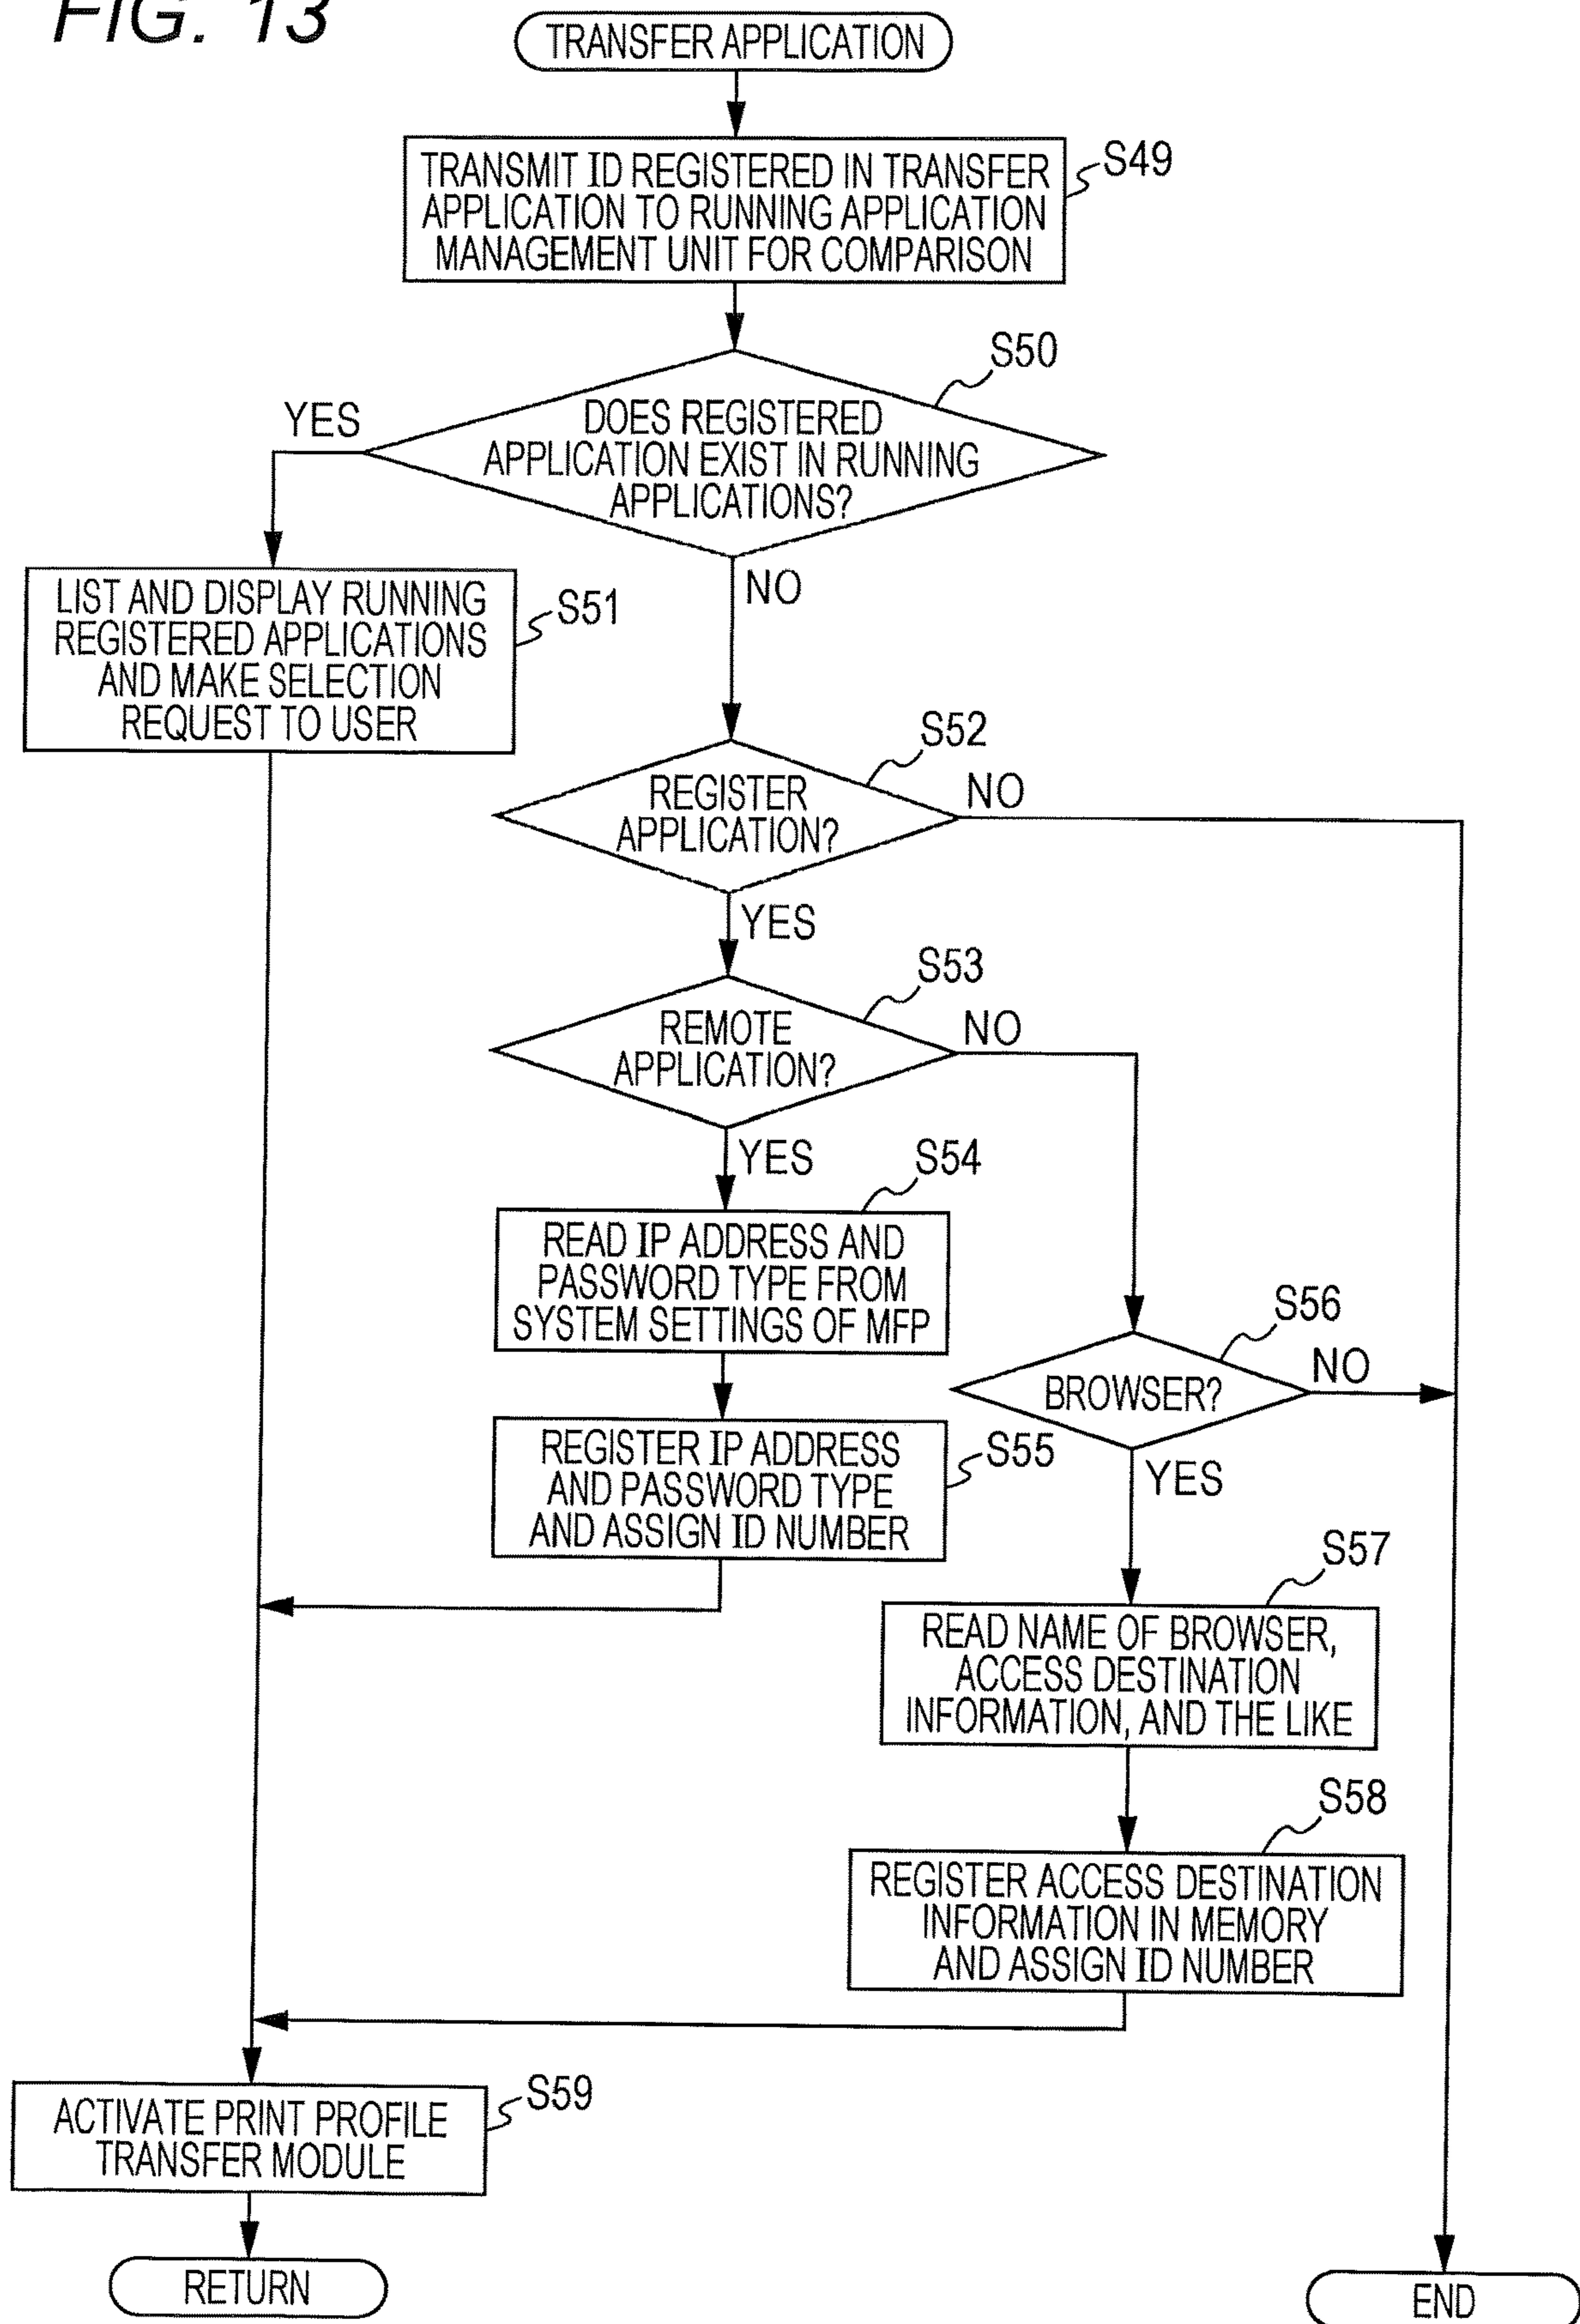 FIG. 13
TRANSFER APPLICATION
TRANSMIT ID REGISTERED IN TRANSFER
APPLICATION TO RUNNING APPLICATION
MANAGEMENT UNIT FOR COMPARISON
S49
S50
DOES REGISTERED
APPLICATION EXIST IN RUNNING
APPLICATIONS?
YES
NO
LIST AND DISPLAY RUNNING
REGISTERED APPLICATIONS
AND MAKE SELECTION
REQUEST TO USER
S51
S52
REGISTER
APPLICATION?
NO
YES
S53
REMOTE
APPLICATION?
NO
YES
S54
READ IP ADDRESS AND
PASSWORD TYPE FROM
SYSTEM SETTINGS OF MFP
S56
BROWSER?
NO
YES
REGISTER IP ADDRESS
AND PASSWORD TYPE
AND ASSIGN ID NUMBER
S55
S57
READ NAME OF BROWSER,
ACCESS DESTINATION
INFORMATION, AND THE LIKE
S58
REGISTER ACCESS DESTINATION
INFORMATION IN MEMORY
AND ASSIGN ID NUMBER
ACTIVATE PRINT PROFILE
TRANSFER MODULE
S59
RETURN
END